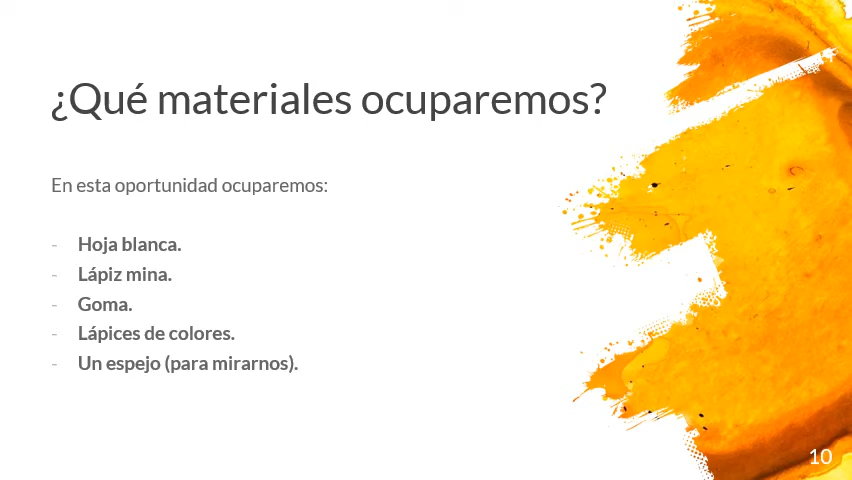 ¿Qué materiales ocuparemos?
En esta oportunidad ocuparemos:
- Hoja blanca.
- Lápiz mina.
- Goma.
- Lápices de colores.
- Un espejo (para mirarnos).
10